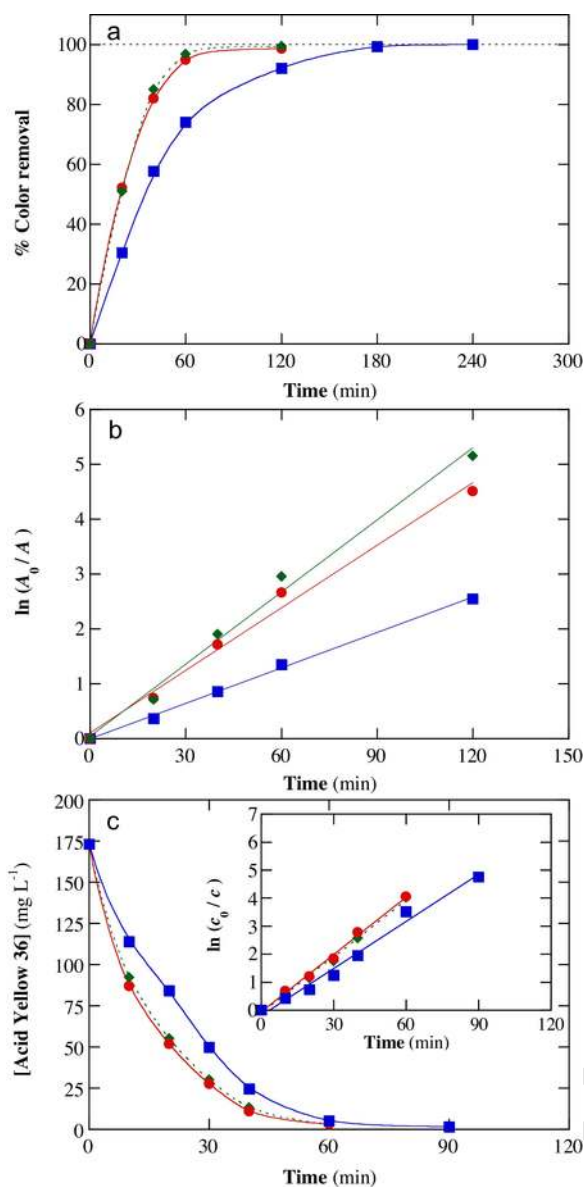 a
100
80
60
40
20
0
% Color removal
0 60 120 180 240 300
Time (min)
b
6
5
4
3
2
1
0
ln (A0 / A)
0 30 60 90 120 150
Time (min)
c
200
175
150
125
100
75
50
25
0
[Acid Yellow 36] (mg L-1)
7
6
5
4
3
2
1
0
ln (c0 / c)
0 30 60 90 120
Time (min)
0 30 60 90 120
Time (min)